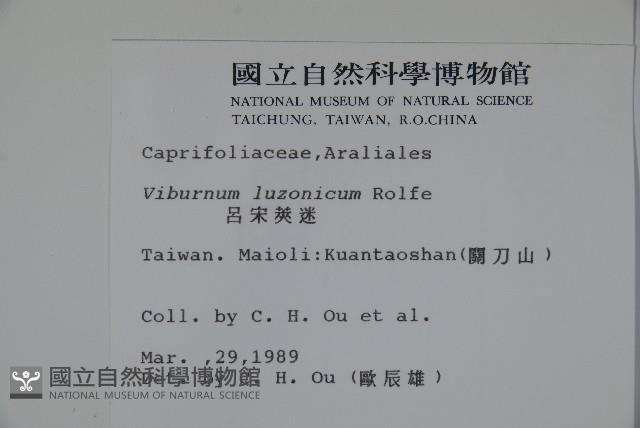 國立自然科學博物館
NATIONAL MUSEUM OF NATURAL SCIENCE
TAICHUNG, TAIWAN, R.O.CHINA
Caprifoliaceae,Araliales
Viburnum luzonicum Rolfe
呂宋莢迷
Taiwan. Maioli:Kuantaoshan(關刀山)
Coll. by C. H. Ou et al.
Mar. ,29,1989
H. Ou (歐辰雄)
國立自然科學博物館
NATIONAL MUSEUM OF NATURAL SCIENCE